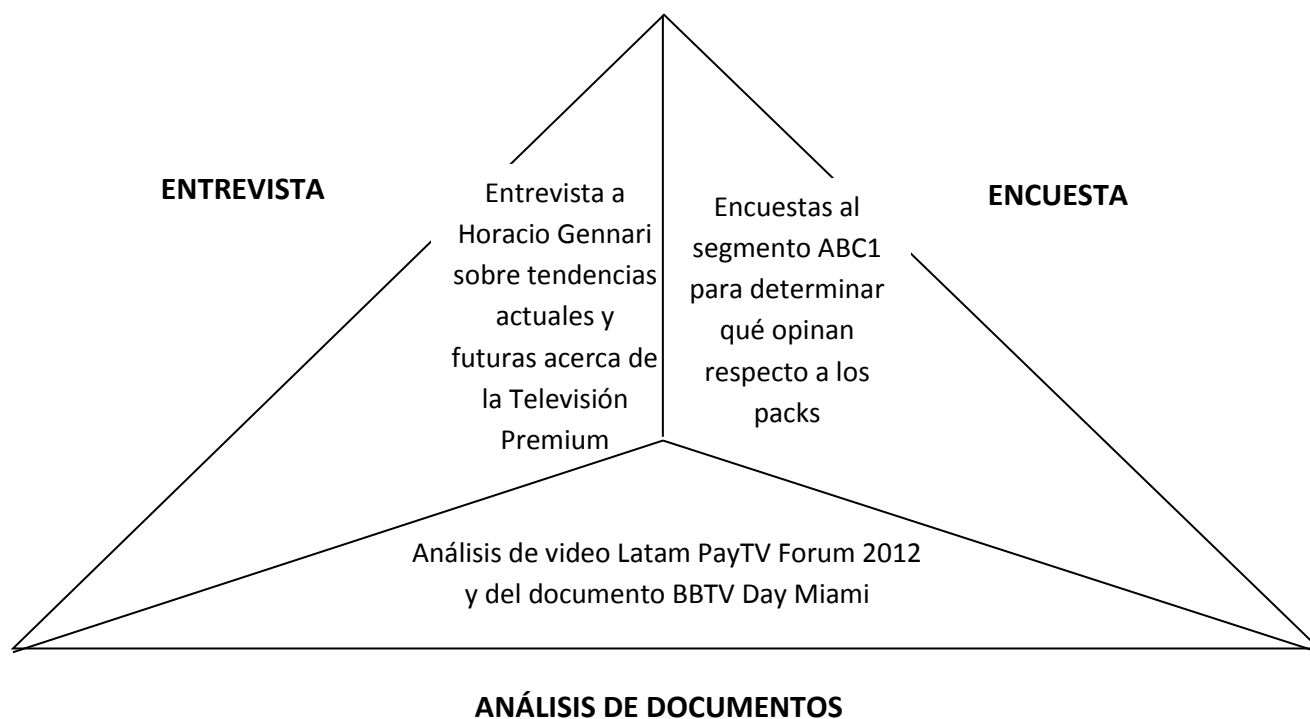 ENTREVISTA
Entrevista a
Horacio Gennari
sobre tendencias
actuales y
futuras acerca de
la Televisión
Premium
Encuestas al
segmento ABC1
para determinar
qué opinan
respecto a los
packs
ENCUESTA
Análisis de video Latam PayTV Forum 2012
y del documento BBTV Day Miami
ANÁLISIS DE DOCUMENTOS